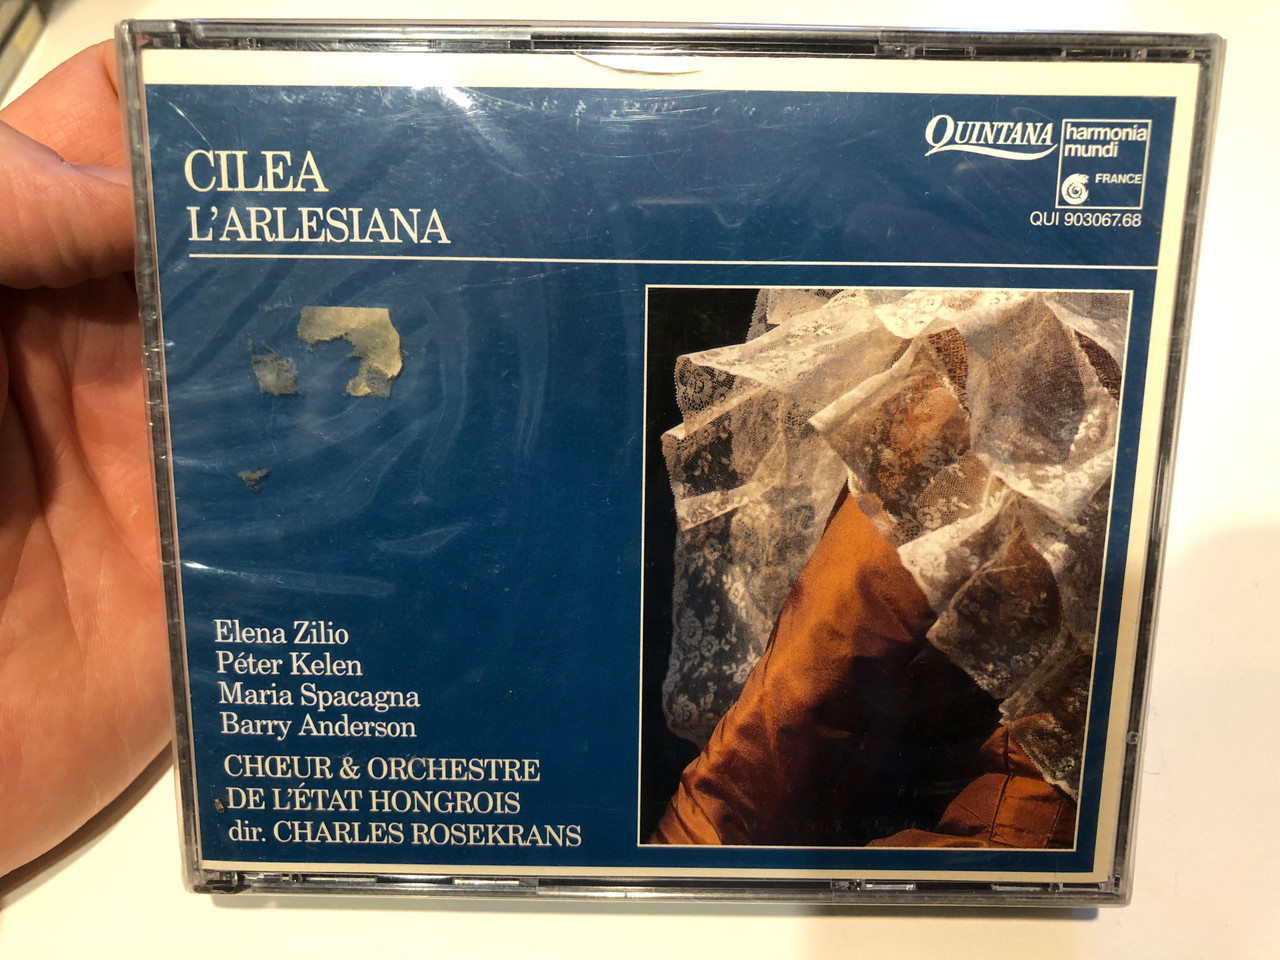 CILEA
L'ARLESIANA
QUINTANA
harmonia
mundi
FRANCE
QUI 903067.68
Elena Zilio
Péter Kelen
Maria Spacagna
Barry Anderson
CHŒUR & ORCHESTRE
DE L'ÉTAT HONGROIS
dir. CHARLES ROSEKRANS